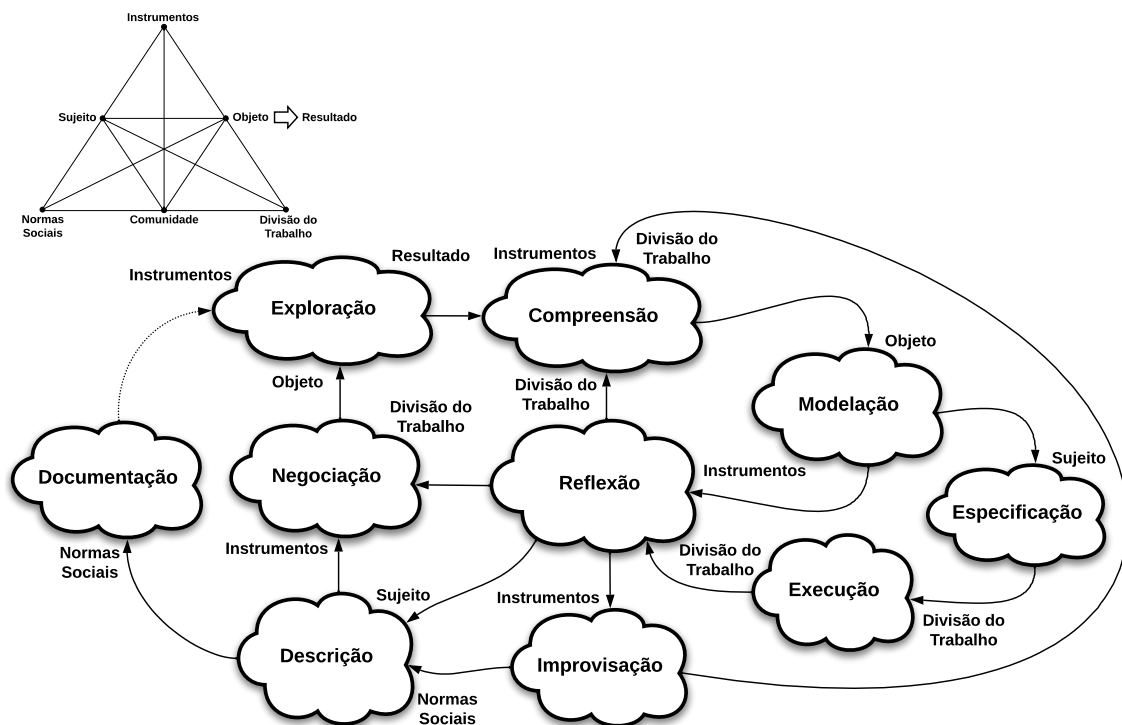 Instrumentos
Sujeito
Objeto
Resultado
Normas
Sociais
Comunidade
Divisão do
Trabalho
Instrumentos
Exploração
Resultado
Instrumentos
Divisão do
Trabalho
Compreensão
Objeto
Modelação
Objeto
Divisão do
Trabalho
Divisão do
Trabalho
Documentação
Negociação
Reflexão
Instrumentos
Sujeito
Especificação
Normas
Sociais
Instrumentos
Sujeito
Instrumentos
Divisão do
Trabalho
Execução
Divisão do
Trabalho
Descrição
Normas
Sociais
Improvisação